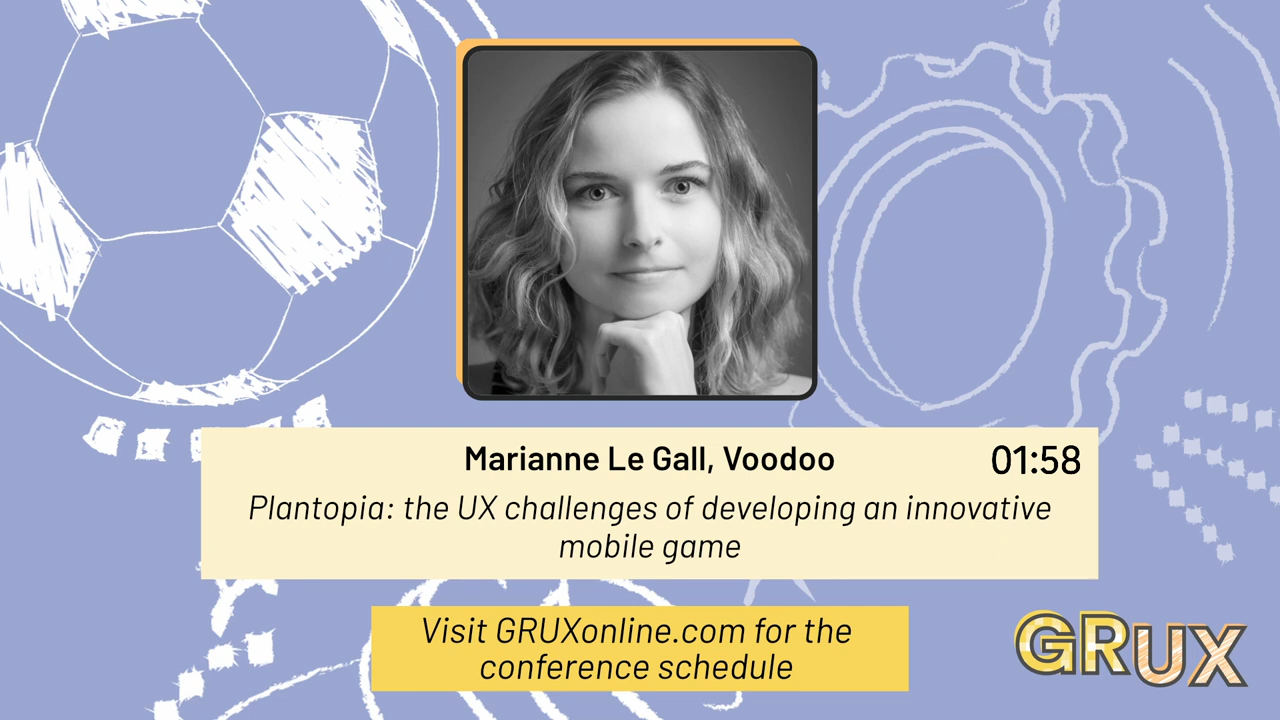 Marianne Le Gall, Voodoo
01:58
Plantopia: the UX challenges of developing an innovative
mobile game
Visit GRUXonline.com for the
conference schedule
GRUX